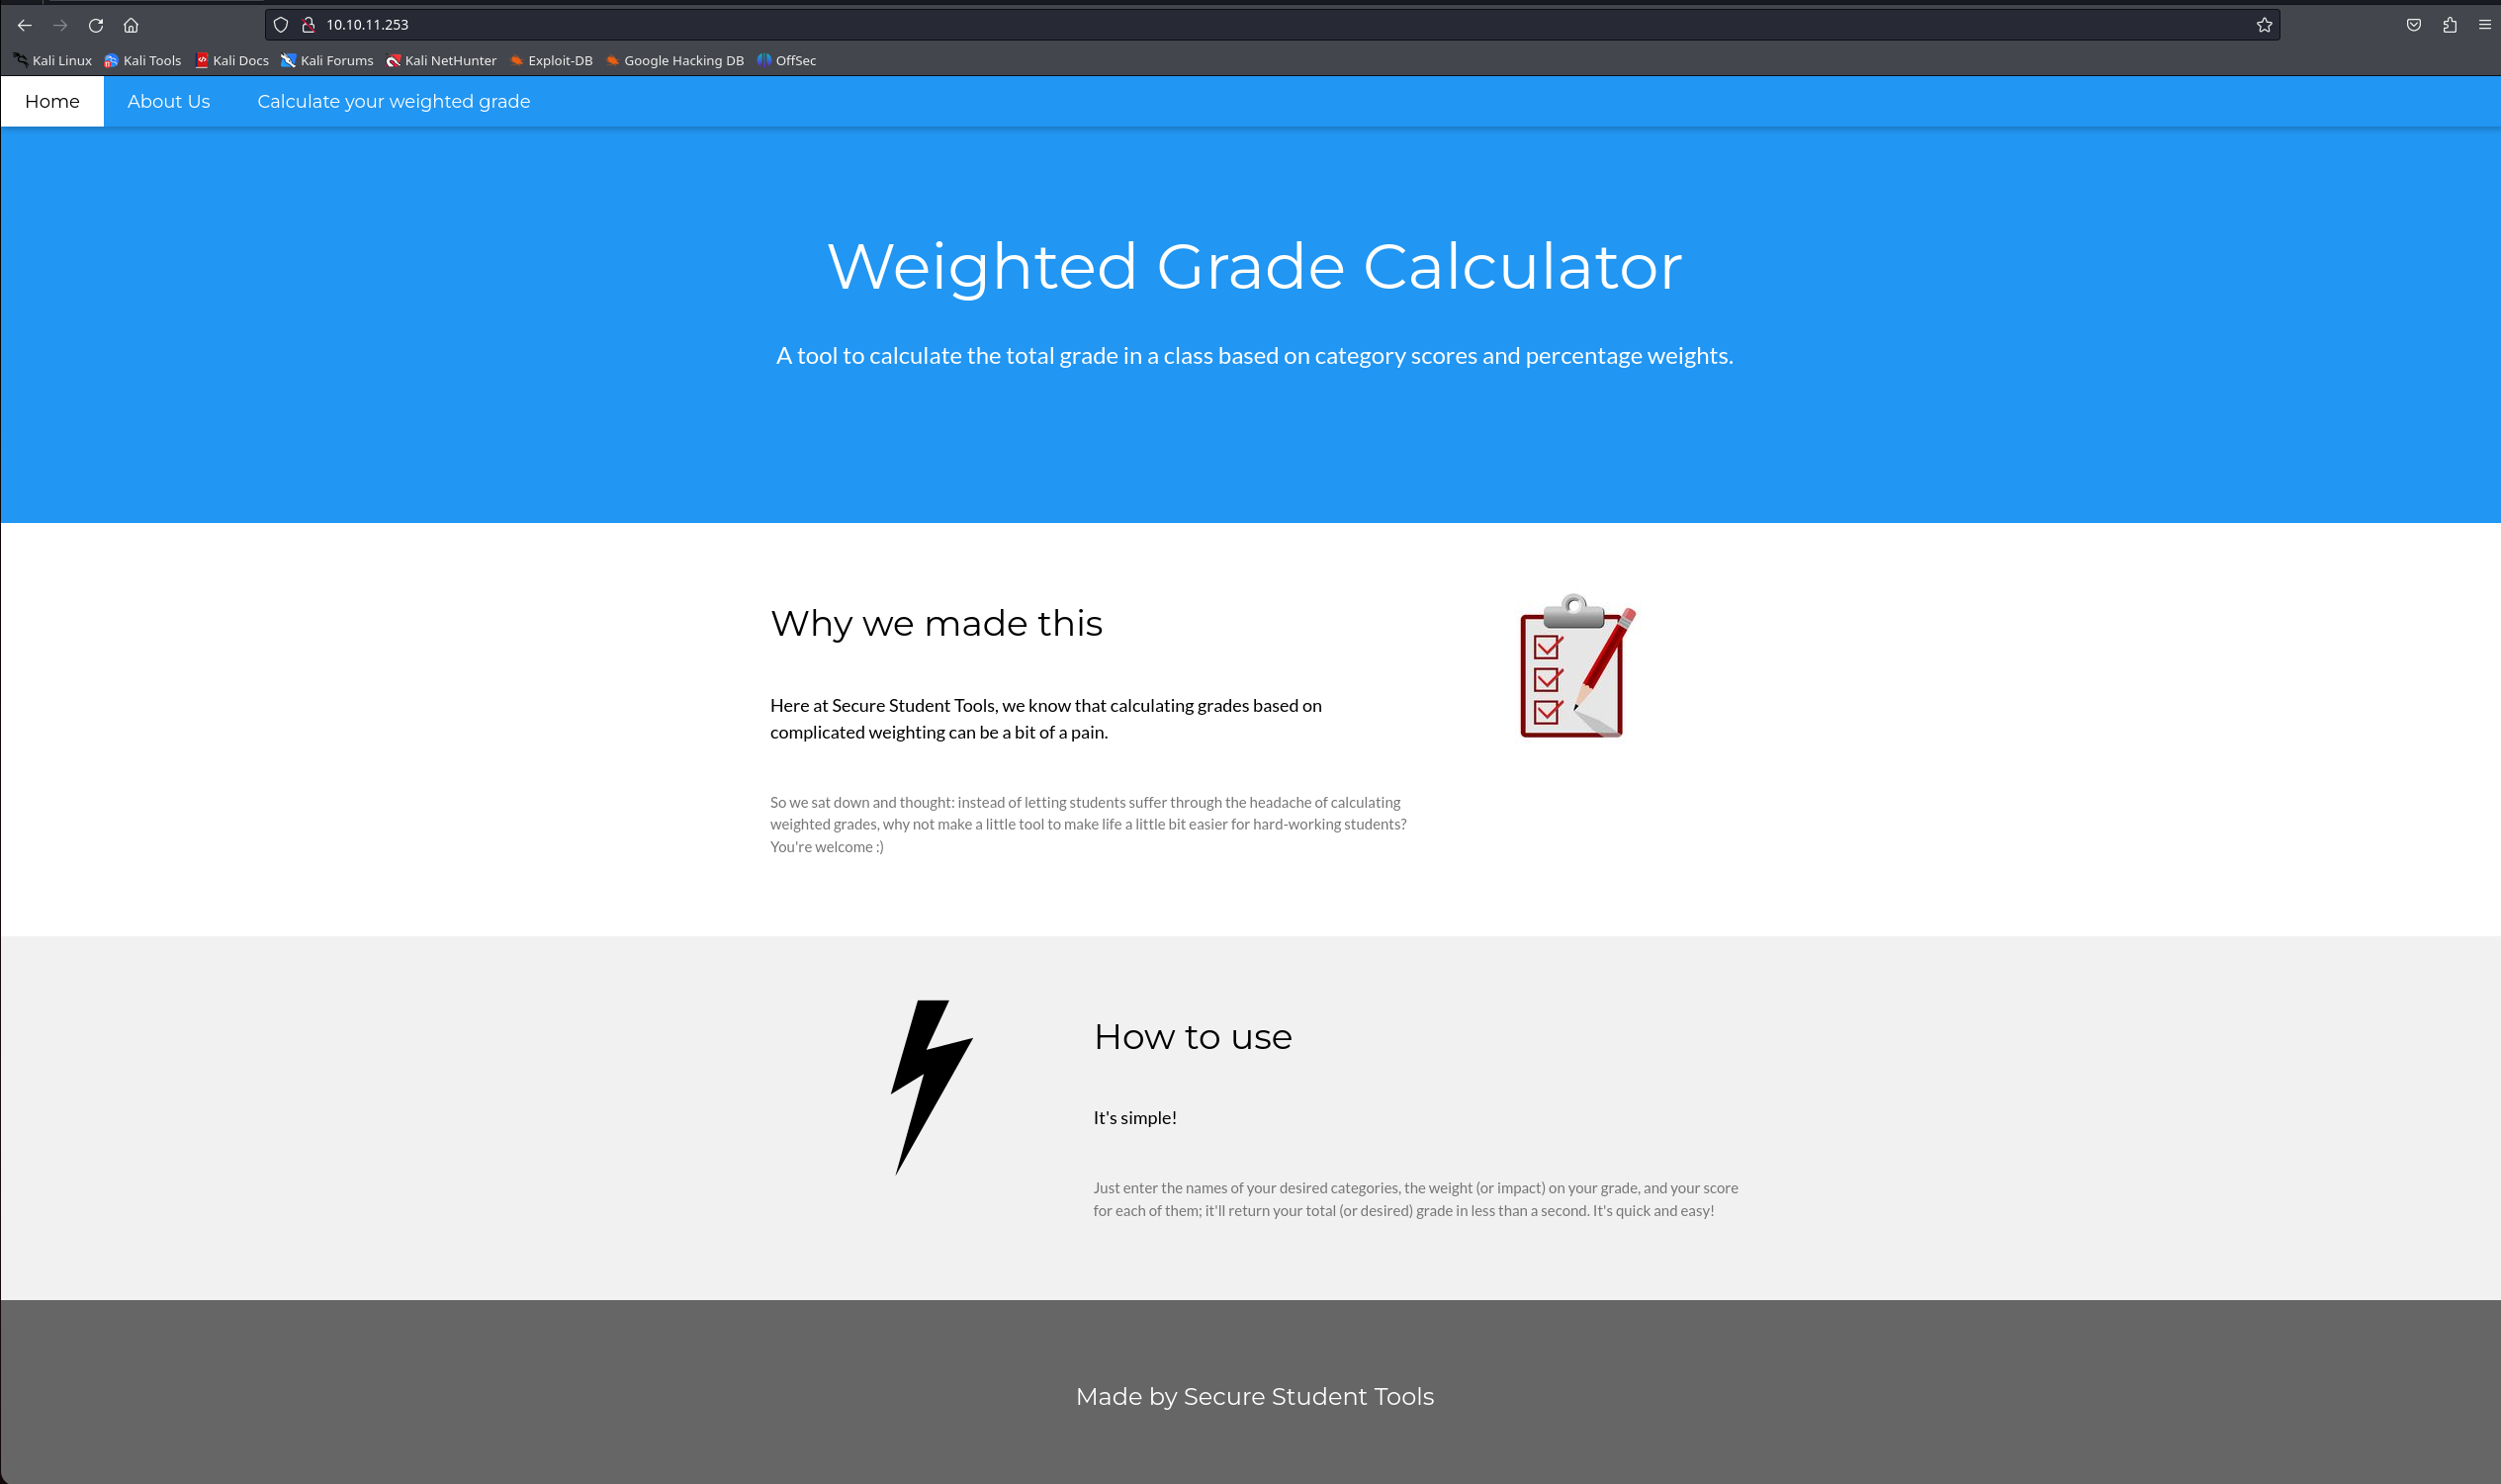 10.10.11.253
Kali Linux Kali Tools Kali Docs Kali Forums Kali NetHunter Exploit-DB Google Hacking DB OffSec
Home About Us Calculate your weighted grade
Weighted Grade Calculator
A tool to calculate the total grade in a class based on category scores and percentage weights.
Why we made this
Here at Secure Student Tools, we know that calculating grades based on
complicated weighting can be a bit of a pain.
So we sat down and thought: instead of letting students suffer through the headache of calculating
weighted grades, why not make a little tool to make life a little bit easier for hard-working students?
You're welcome :)
How to use
It's simple!
Just enter the names of your desired categories, the weight (or impact) on your grade, and your score
for each of them; it'll return your total (or desired) grade in less than a second. It's quick and easy!
Made by Secure Student Tools